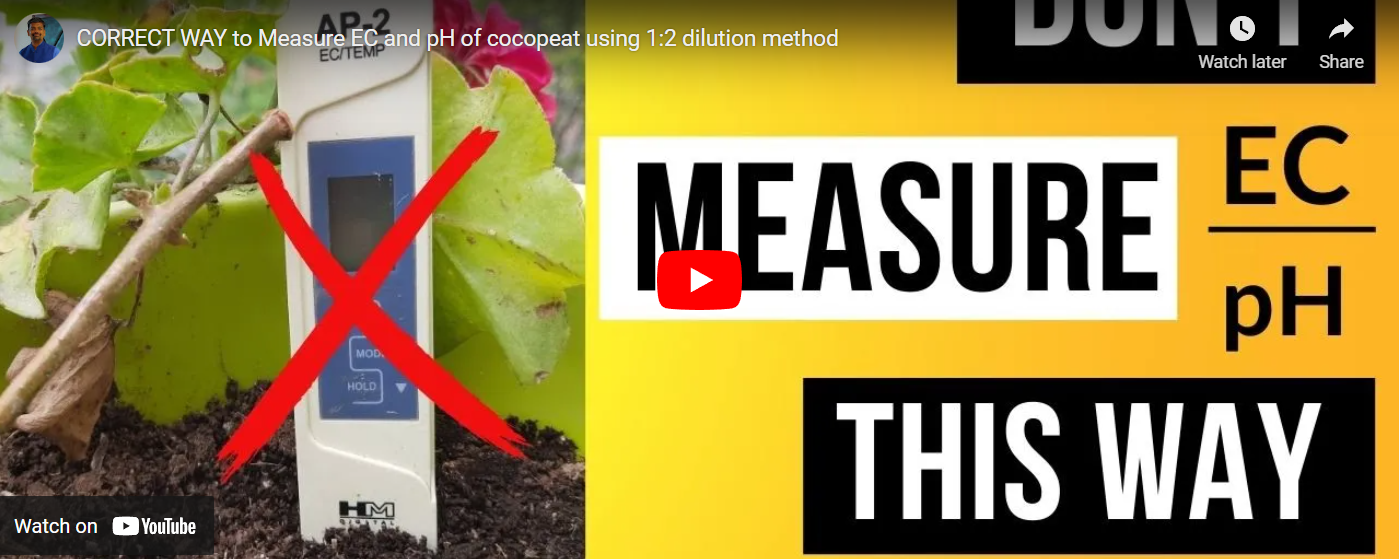 CORRECT WAY to Measure EC and pH of cocopeat using 1:2 dilution method
Watch later
Share
AP-2
EC/TEMP
MODE
HOLD
HM
DIGITAL
DON'T
MEASURE
EC
pH
THIS WAY
Watch on YouTube